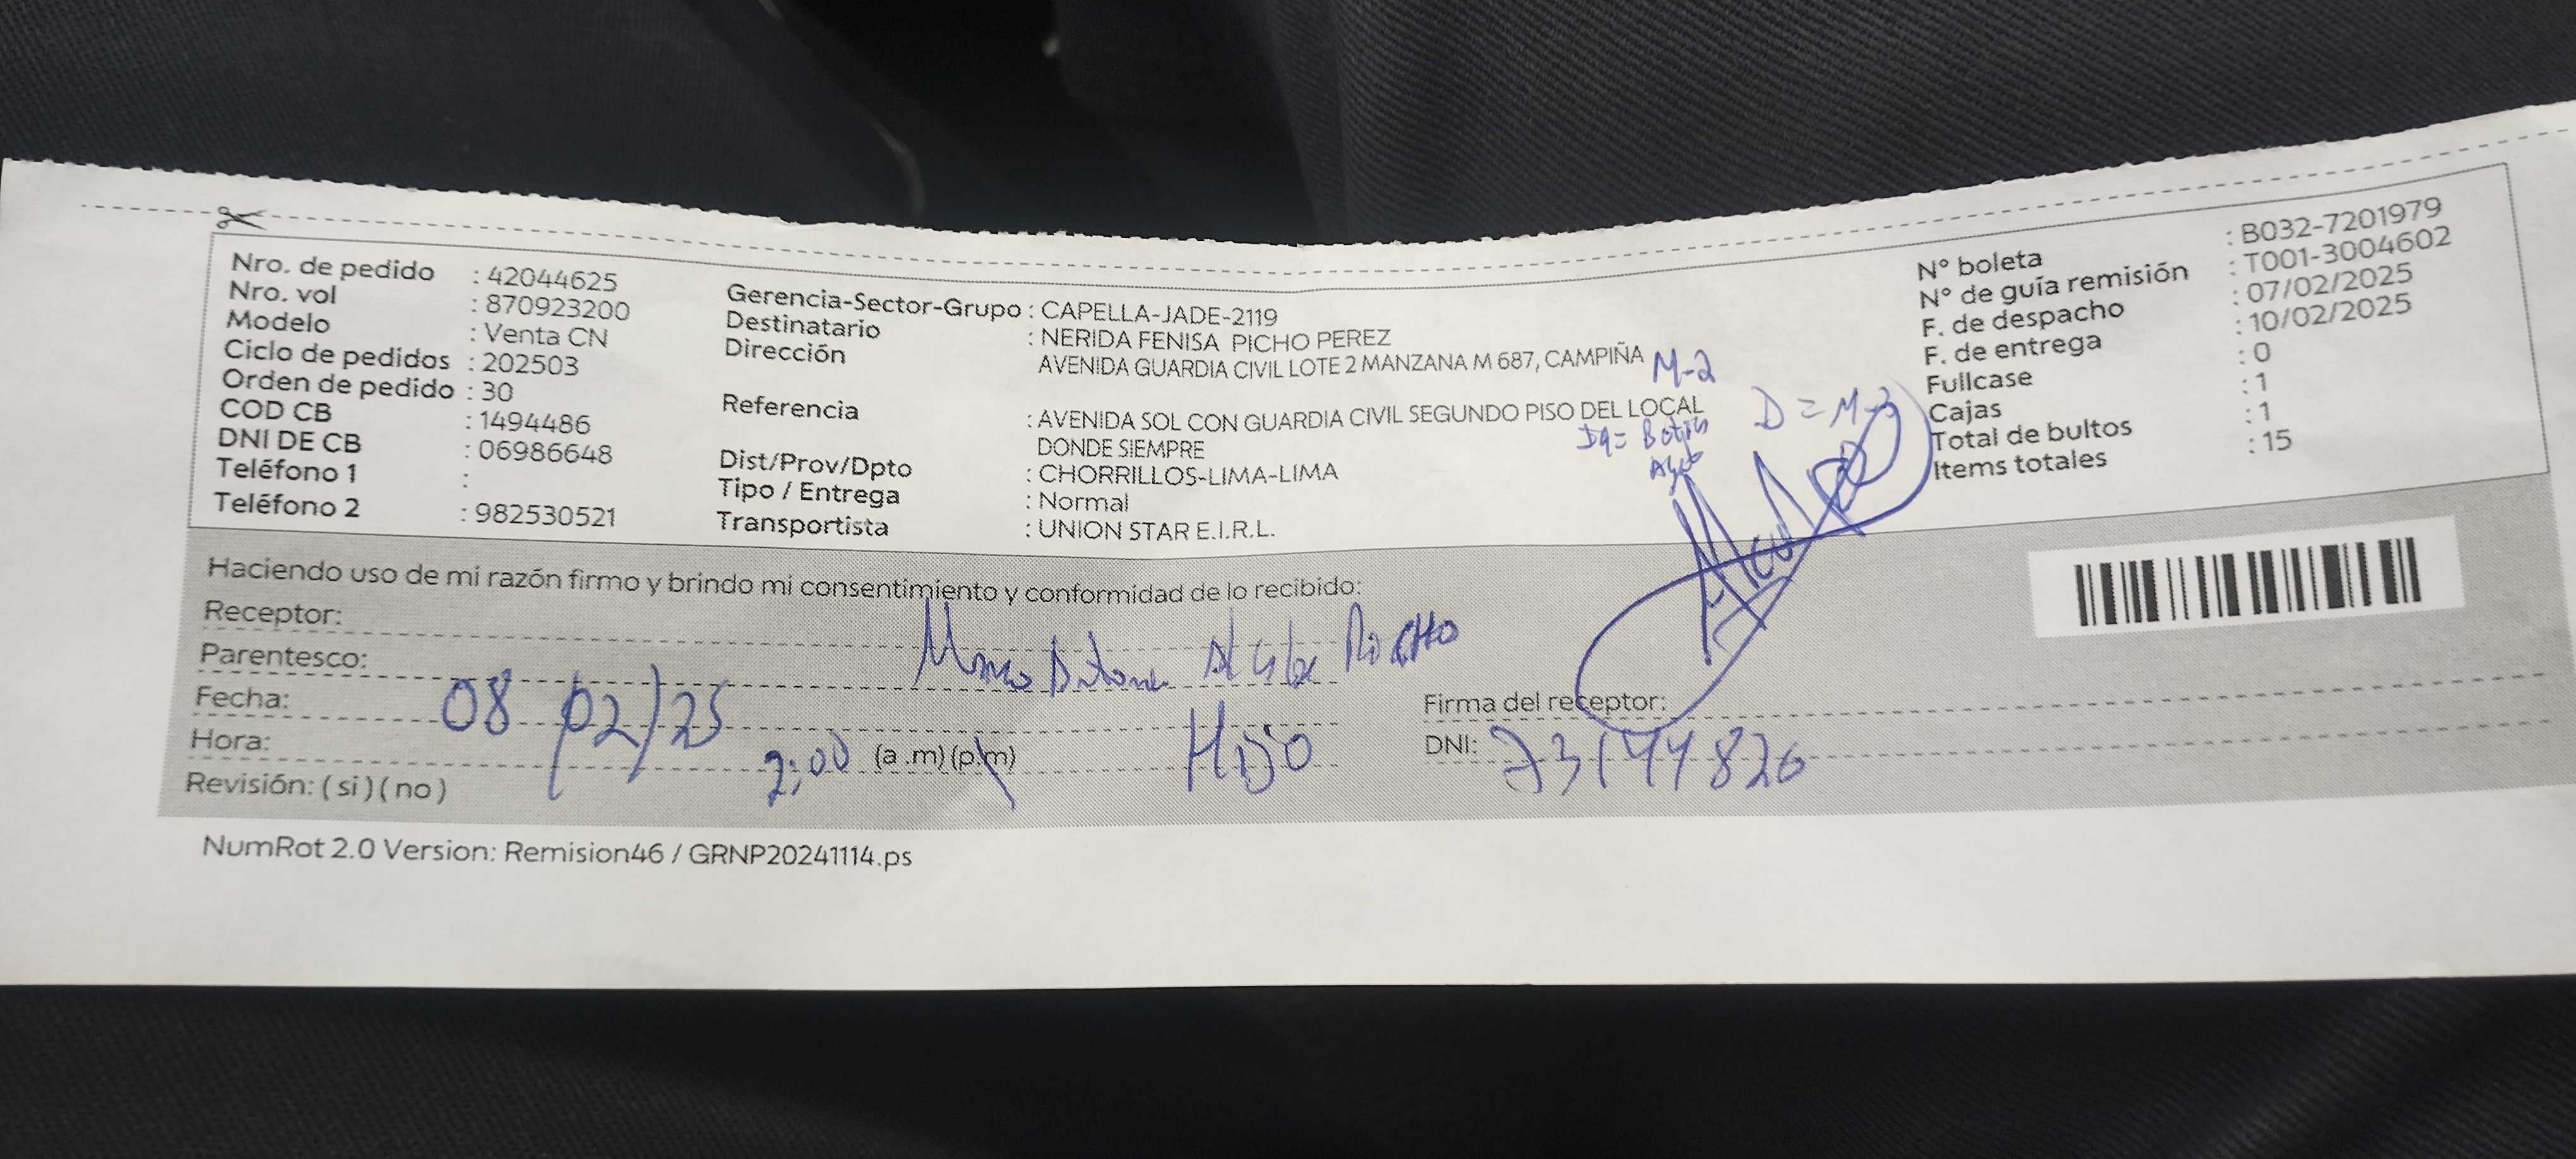 Nro. de pedido : 42044625
Nro. vol : 870923200
Modelo : Venta CN
Ciclo de pedidos : 202503
Orden de pedido : 30
COD CB : 1494486
DNI DE CB : 06986648
Teléfono 1 :
Teléfono 2 : 982530521
Gerencia-Sector-Grupo : CAPELLA-JADE-2119
Destinatario : NERIDA FENISA PICHO PEREZ
Dirección AVENIDA GUARDIA CIVIL LOTE 2 MANZANA M 687, CAMPIÑA M-2
Referencia : AVENIDA SOL CON GUARDIA CIVIL SEGUNDO PISO DEL LOCAL
DONDE SIEMPRE
Dist/Prov/Dpto : CHORRILLOS-LIMA-LIMA
Tipo / Entrega : Normal
Transportista : UNION STAR E.I.R.L.
D = M-3
N° boleta : B032-7201979
N° de guía remisión : T001-3004602
F. de despacho : 07/02/2025
F. de entrega : 10/02/2025
Fullcase : 0
Cajas : 1
Total de bultos : 1
Items totales : 15
Haciendo uso de mi razón firmo y brindo mi consentimiento y conformidad de lo recibido:
Receptor: Marco Antonio PICHO
Parentesco: Hijo
Fecha: 08/02/25
Hora: 2:00 (a.m)(p.m)
Revisión: ( si ) ( no )
Firma del receptor:
DNI: 73144826
NumRot 2.0 Version: Remision46 / GRNP20241114.ps